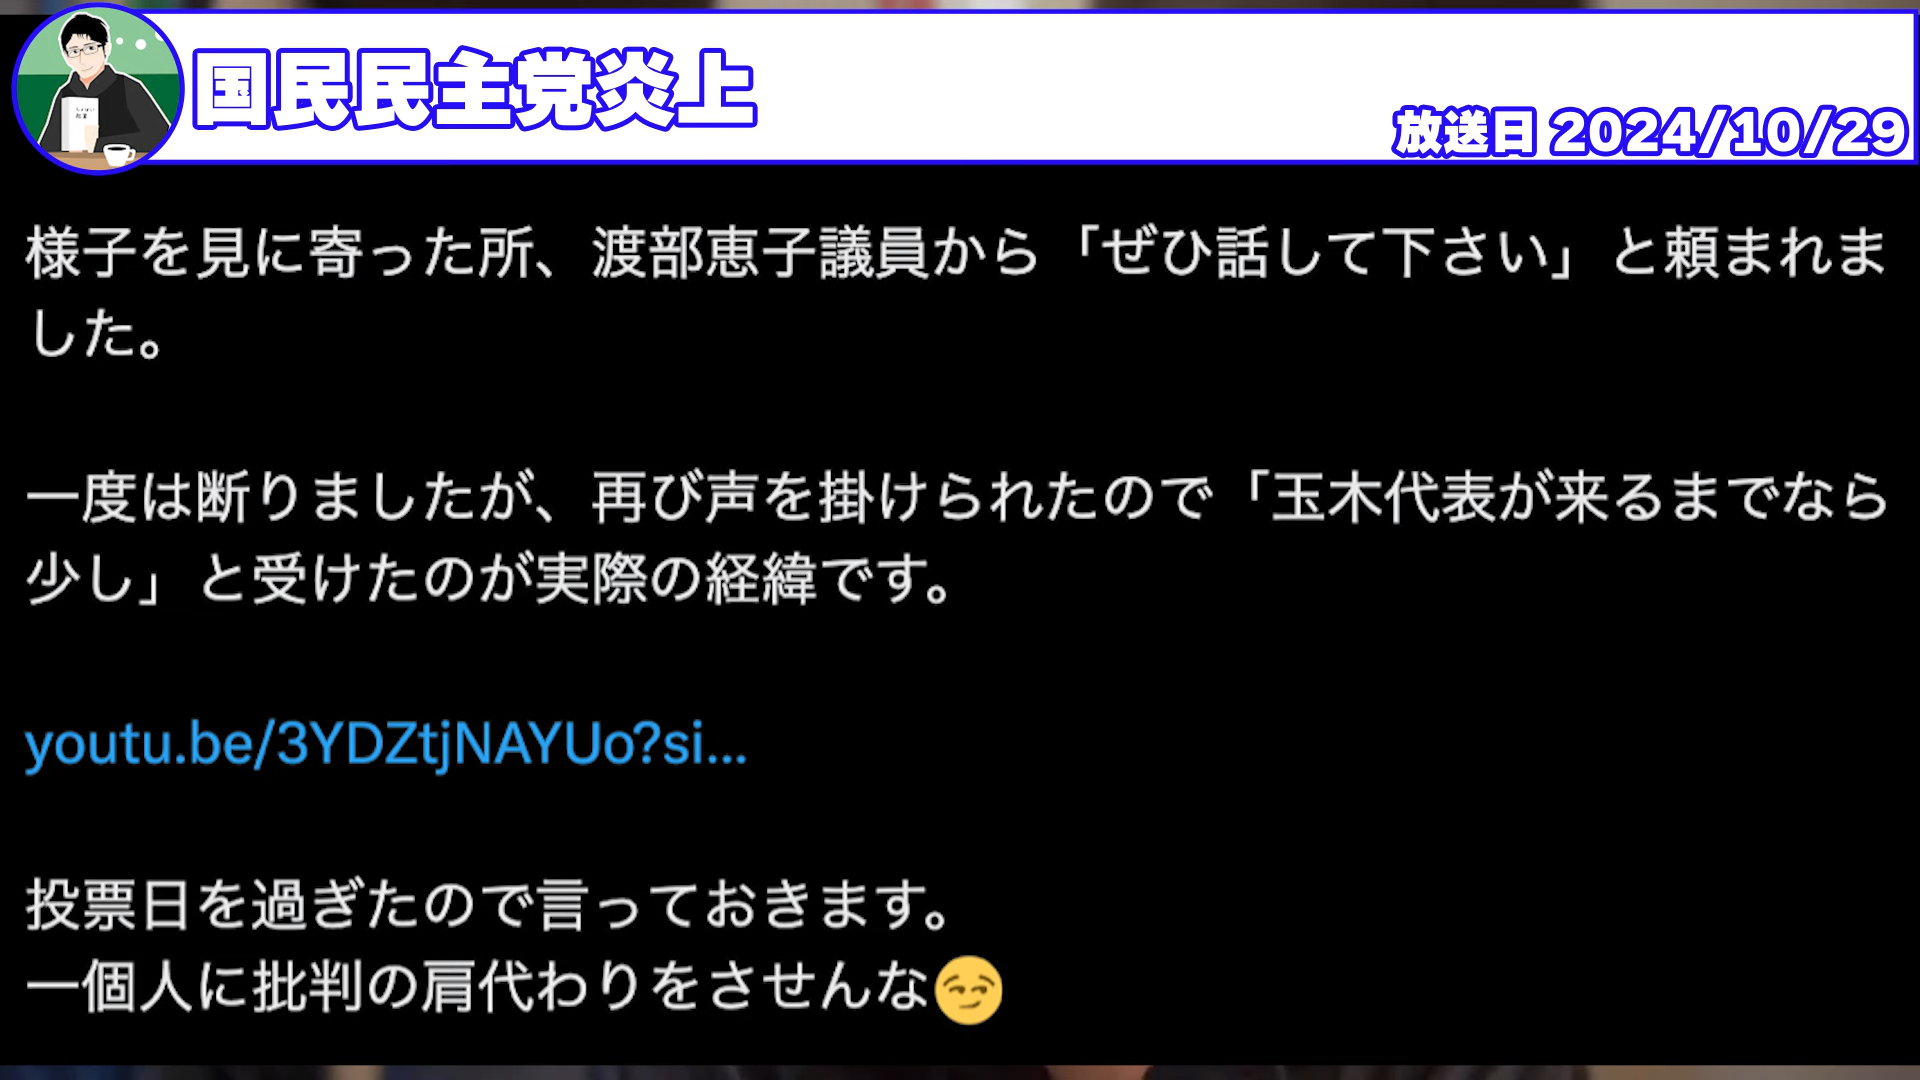 国民民主党炎上
放送日 2024/10/29
様子を見に寄った所、渡部恵子議員から「ぜひ話して下さい」と頼まれま
した。
一度は断りましたが、再び声を掛けられたので「玉木代表が来るまでなら
少し」と受けたのが実際の経緯です。
youtu.be/3YDZtjNAYUo?si...
投票日を過ぎたので言っておきます。
一個人に批判の肩代わりをさせんな😏